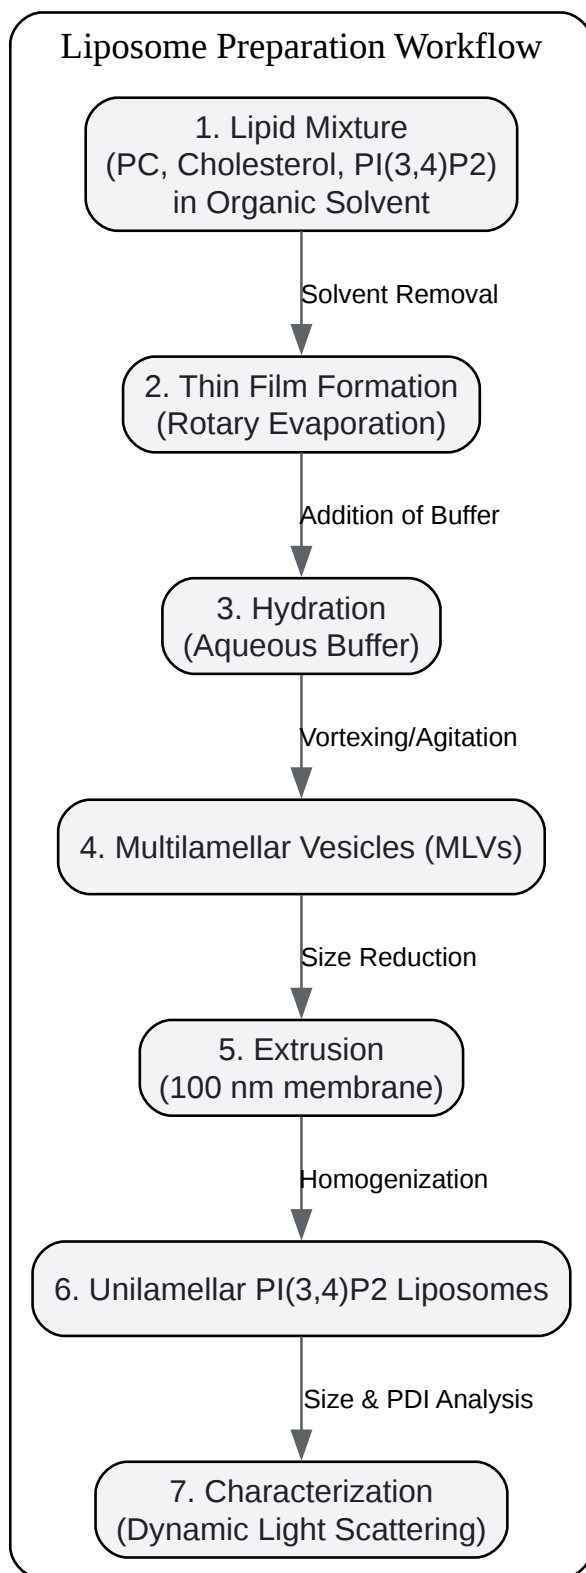 Liposome Preparation Workflow
1. Lipid Mixture
(PC, Cholesterol, PI(3,4)P2)
in Organic Solvent
Solvent Removal
2. Thin Film Formation
(Rotary Evaporation)
Addition of Buffer
3. Hydration
(Aqueous Buffer)
Vortexing/Agitation
4. Multilamellar Vesicles (MLVs)
Size Reduction
5. Extrusion
(100 nm membrane)
Homogenization
6. Unilamellar PI(3,4)P2 Liposomes
Size & PDI Analysis
7. Characterization
(Dynamic Light Scattering)